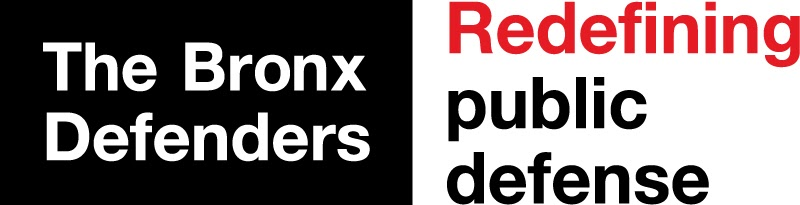 The Bronx
Defenders
Redefining
public
defense